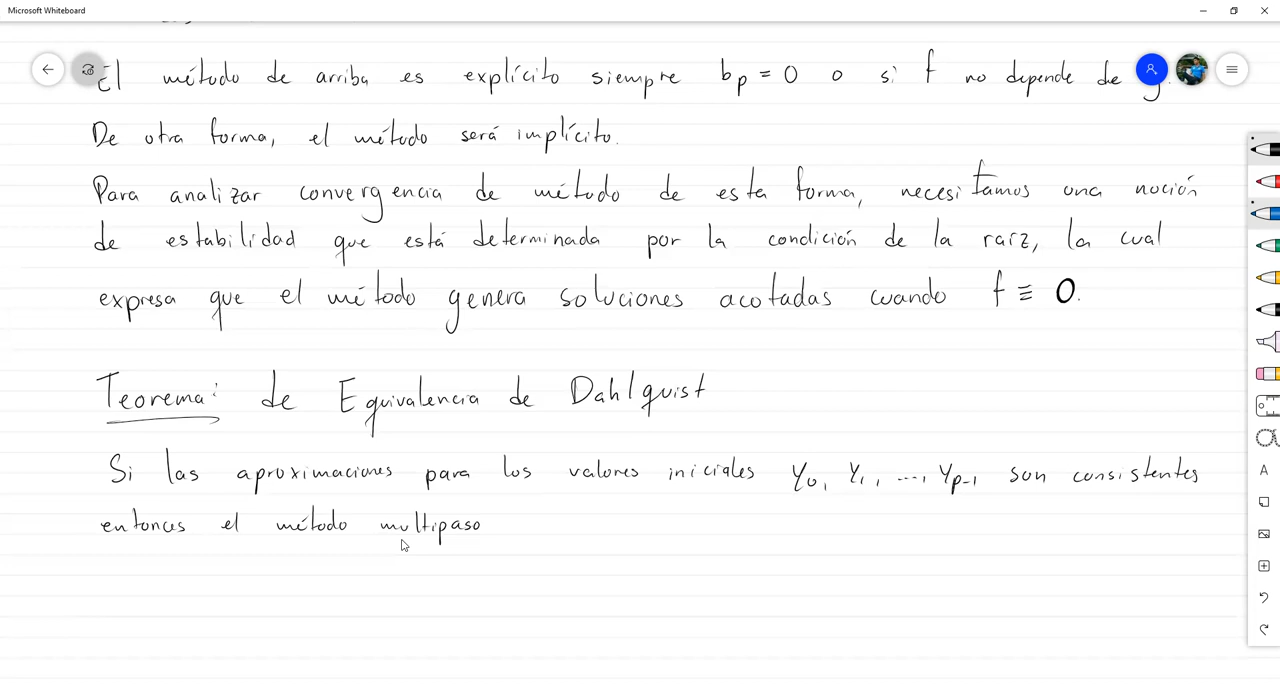 Microsoft Whiteboard
El método de arriba es explícito siempre bp = 0 o si f no depende de y.
De otra forma, el método será implícito.
Para analizar convergencia de método de esta forma, necesitamos una noción
de estabilidad que está determinada por la condición de la raíz, la cual
expresa que el método genera soluciones acotadas cuando f ≡ 0.
Teorema: de Equivalencia de Dahlquist
Si las aproximaciones para los valores iniciales y0, y1, ..., yp-1 son consistentes
entonces el método multipaso
A